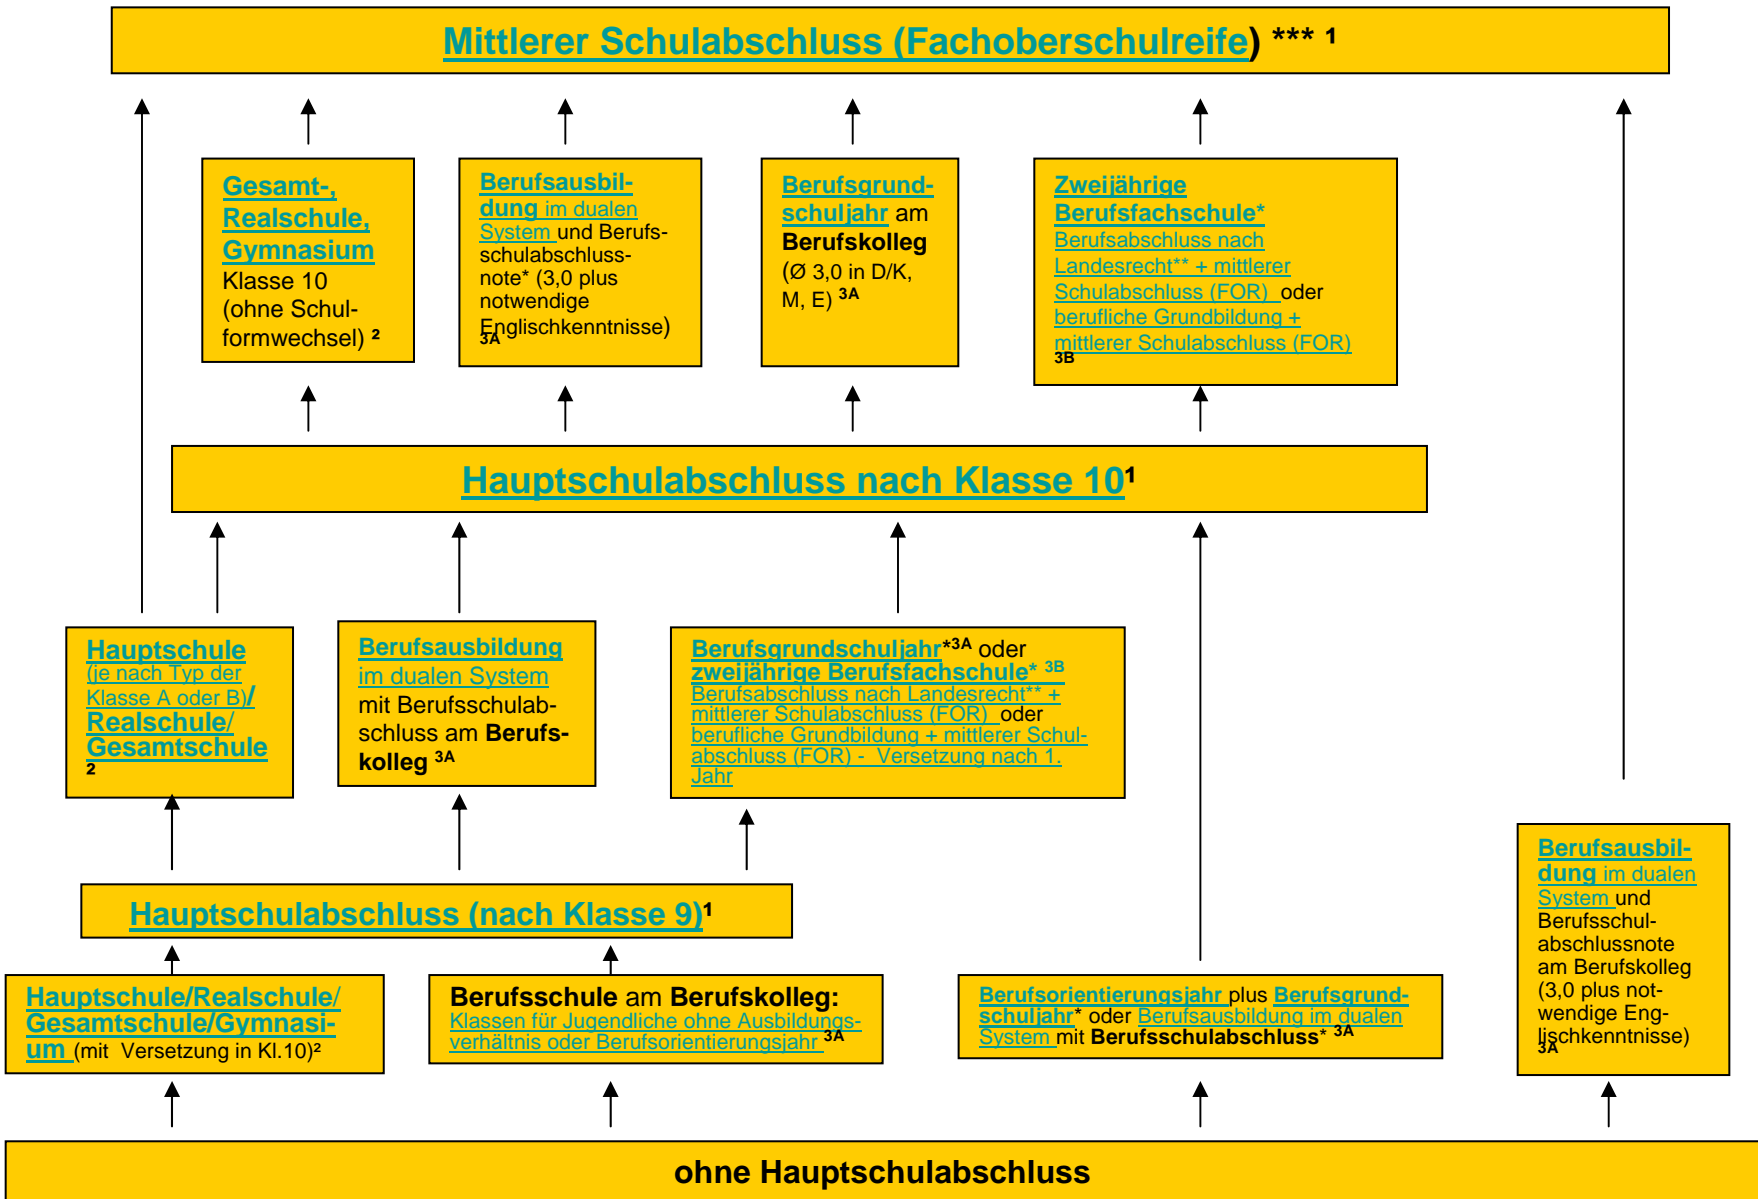 Mittlerer Schulabschluss (Fachoberschulreife) *** ¹
Gesamt-,
Realschule,
Gymnasium
Klasse 10
(ohne Schul-
formwechsel) ²
Berufsausbil-
dung im dualen
System und Berufs-
schulabschluss-
note* (3,0 plus
notwendige
Englischkenntnisse)
3A
Berufsgrund-
schuljahr am
Berufskolleg
(Ø 3,0 in D/K,
M, E) 3A
Zweijährige
Berufsfachschule*
Berufsabschluss nach
Landesrecht** + mittlerer
Schulabschluss (FOR) oder
berufliche Grundbildung +
mittlerer Schulabschluss (FOR)
3B
Hauptschulabschluss nach Klasse 10¹
Hauptschule
(je nach Typ der
Klasse A oder B)/
Realschule/
Gesamtschule
²
Berufsausbildung
im dualen System
mit Berufsschulab-
schluss am Berufs-
kolleg 3A
Berufsgrundschuljahr*3A oder
zweijährige Berufsfachschule* 3B
Berufsabschluss nach Landesrecht** +
mittlerer Schulabschluss (FOR) oder
berufliche Grundbildung + mittlerer Schul-
abschluss (FOR) - Versetzung nach 1.
Jahr
Berufsausbil-
dung im dualen
System und
Berufsschul-
abschlussnote
am Berufskolleg
(3,0 plus not-
wendige Eng-
lischkenntnisse)
3A
Hauptschulabschluss (nach Klasse 9)¹
Hauptschule/Realschule/
Gesamtschule/Gymnasi-
um (mit Versetzung in Kl.10)²
Berufsschule am Berufskolleg:
Klassen für Jugendliche ohne Ausbildungs-
verhältnis oder Berufsorientierungsjahr 3A
Berufsorientierungsjahr plus Berufsgrund-
schuljahr* oder Berufsausbildung im dualen
System mit Berufsschulabschluss* 3A
ohne Hauptschulabschluss